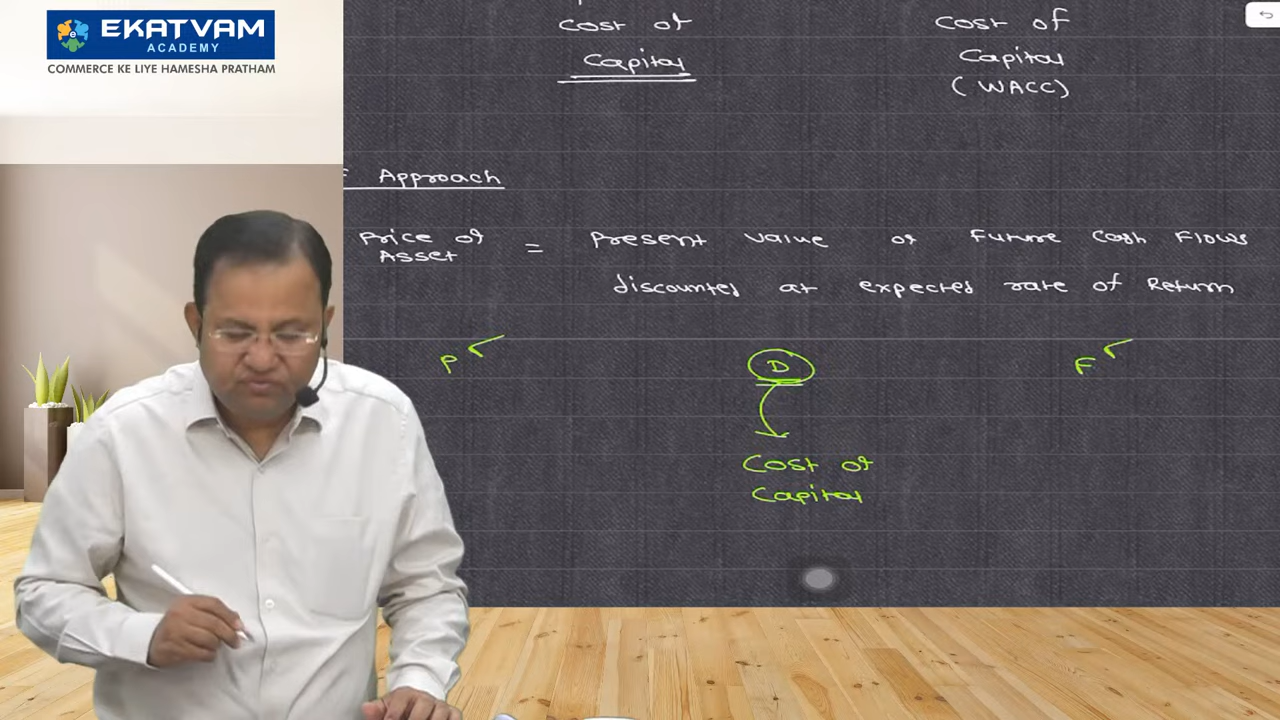 EKATVAM
ACADEMY
COMMERCE KE LIYE HAMESHA PRATHAM
Cost of
Capital
Cost of
Capital
(WACC)
Approach
Price of Asset = Present value of Future Cash Flows
discounted at expected rate of Return
P D F
Cost of
Capital